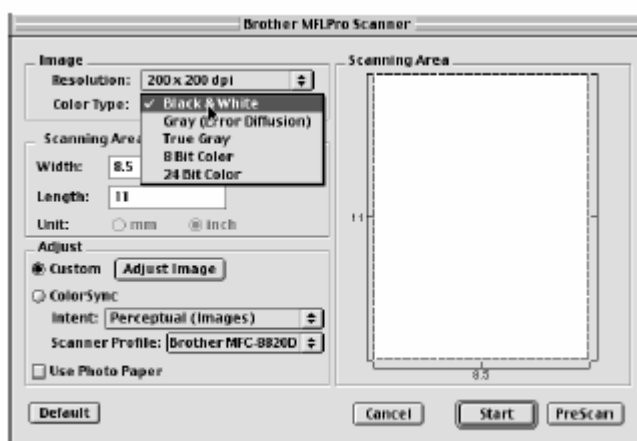 Brother MFLPro Scanner
Image
Resolution: 200 x 200 dpi
Color Type: ✓ Black & White
Gray (Error Diffusion)
True Gray
8 Bit Color
24 Bit Color
Scanning Area
Width: 8.5
Length: 11
Unit: mm inch
Adjust
Custom Adjust Image
ColorSync
Intent: Perceptual (Images)
Scanner Profile: Brother MFC-8820D
Use Photo Paper
Default
Scanning Area
11
8.5
Cancel Start PreScan